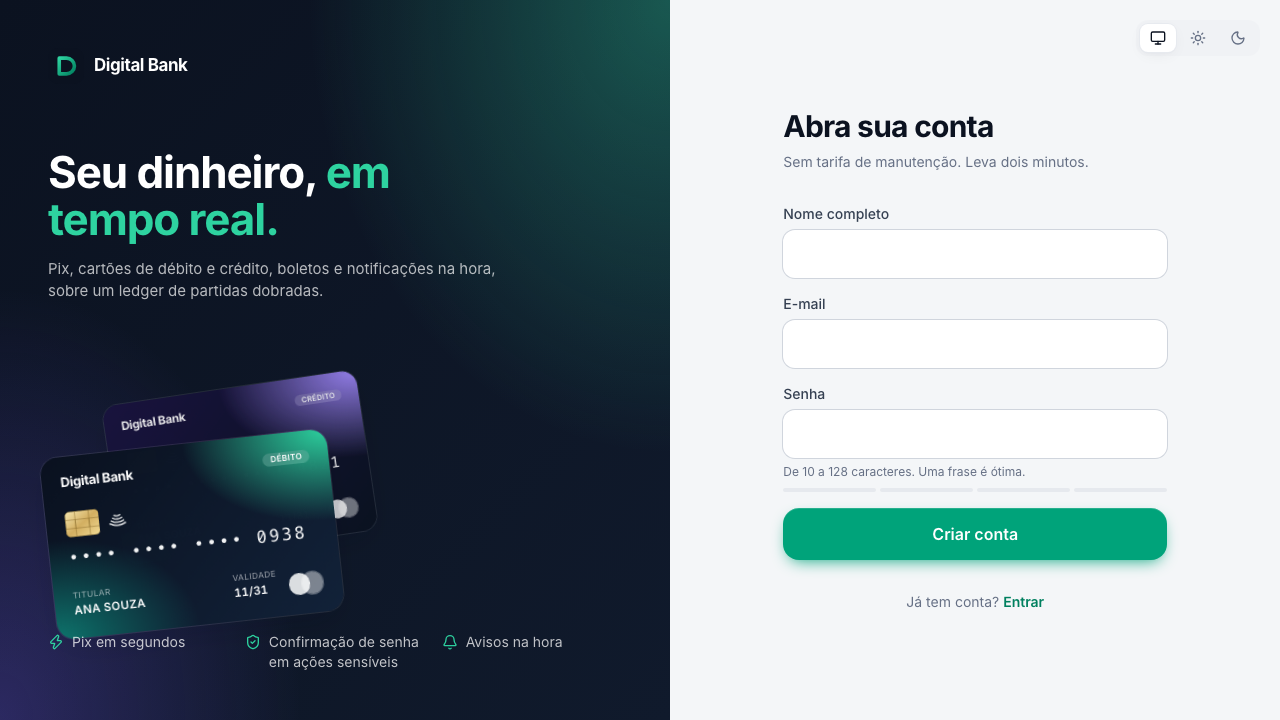 Digital Bank
Seu dinheiro, em
tempo real.
Pix, cartões de débito e crédito, boletos e notificações na hora,
sobre um ledger de partidas dobradas.
Digital Bank
CRÉDITO
1
Digital Bank
DÉBITO
•••• •••• •••• 0938
TITULAR
ANA SOUZA
VALIDADE
11/31
Pix em segundos
Confirmação de senha
em ações sensíveis
Avisos na hora
Abra sua conta
Sem tarifa de manutenção. Leva dois minutos.
Nome completo
E-mail
Senha
De 10 a 128 caracteres. Uma frase é ótima.
Criar conta
Já tem conta? Entrar